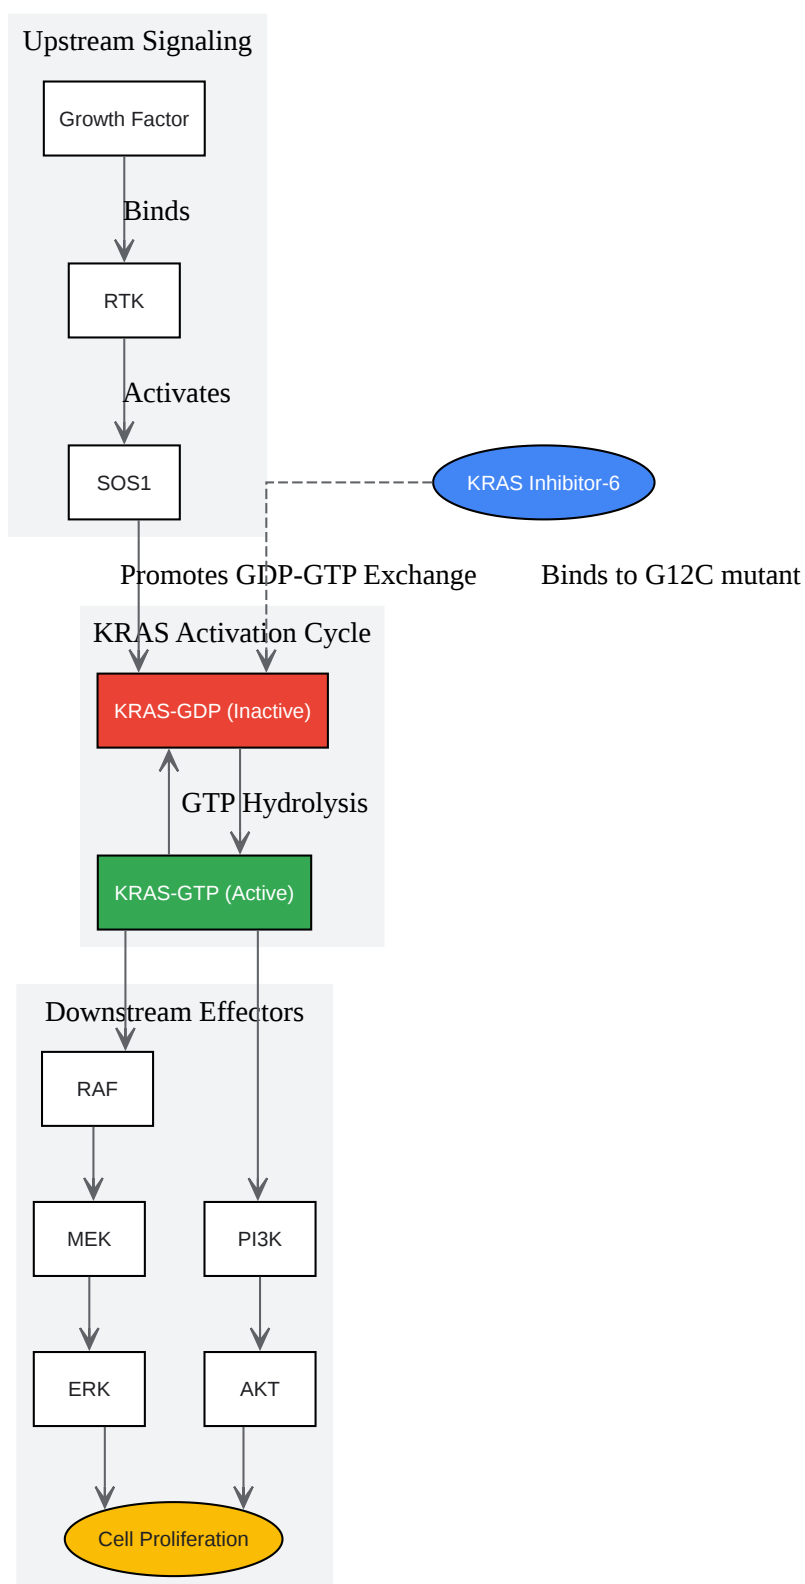 Upstream Signaling
Growth Factor
Binds
RTK
Activates
SOS1
KRAS Inhibitor-6
Promotes GDP-GTP Exchange
Binds to G12C mutant
KRAS Activation Cycle
KRAS-GDP (Inactive)
GTP Hydrolysis
KRAS-GTP (Active)
Downstream Effectors
RAF
MEK
PI3K
ERK
AKT
Cell Proliferation